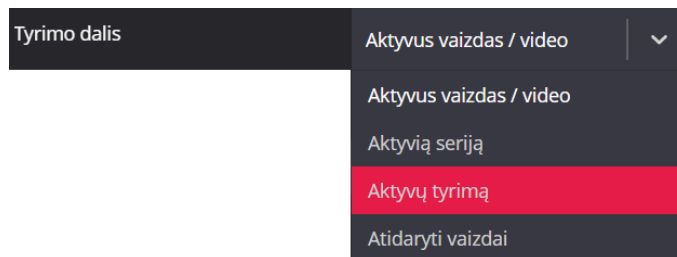 Tyrimo dalis
Aktyvus vaizdas / video
Aktyvus vaizdas / video
Aktyvią seriją
Aktyvų tyrimą
Atidaryti vaizdai